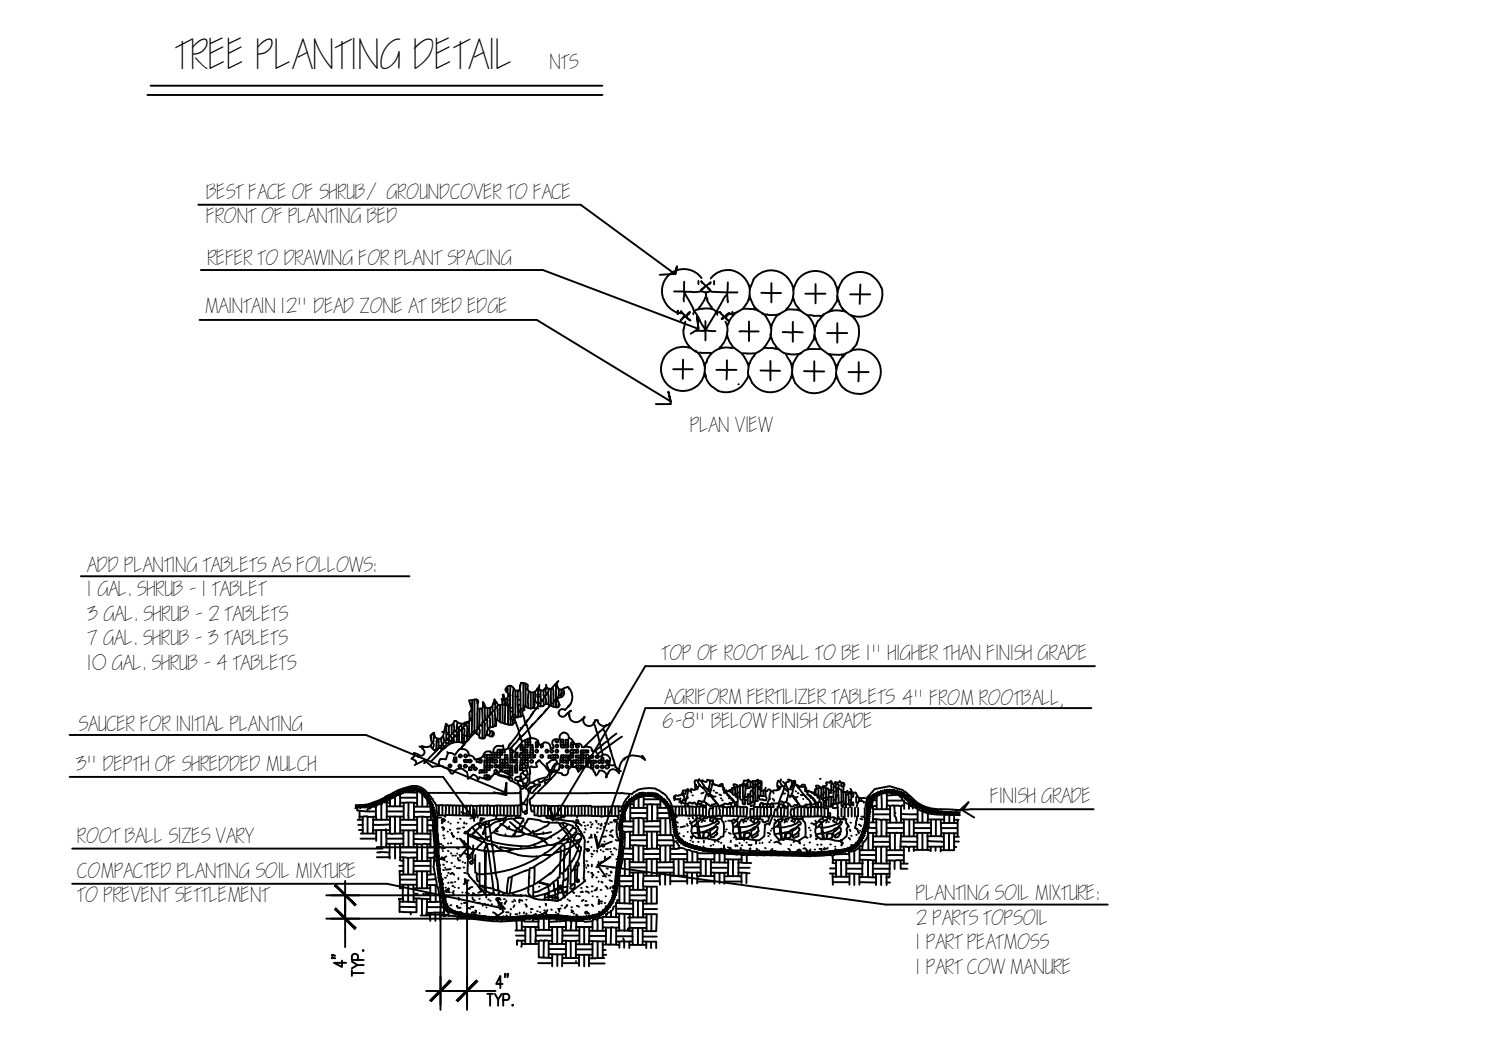 TREE PLANTING DETAIL NTS
BEST FACE OF SHRUB/ GROUNDCOVER TO FACE
FRONT OF PLANTING BED
REFER TO DRAWING FOR PLANT SPACING
MAINTAIN 12" DEAD ZONE AT BED EDGE
PLAN VIEW
ADD PLANTING TABLETS AS FOLLOWS:
1 GAL. SHRUB - 1 TABLET
3 GAL. SHRUB - 2 TABLETS
7 GAL. SHRUB - 3 TABLETS
10 GAL. SHRUB - 4 TABLETS
TOP OF ROOT BALL TO BE 1" HIGHER THAN FINISH GRADE
AGRIFORM FERTILIZER TABLETS 4" FROM ROOTBALL,
6-8" BELOW FINISH GRADE
SAUCER FOR INITIAL PLANTING
3" DEPTH OF SHREDDED MULCH
FINISH GRADE
ROOT BALL SIZES VARY
COMPACTED PLANTING SOIL MIXTURE
TO PREVENT SETTLEMENT
PLANTING SOIL MIXTURE:
2 PARTS TOPSOIL
1 PART PEATMOSS
1 PART COW MANURE
4"
TYP.
4"
TYP.